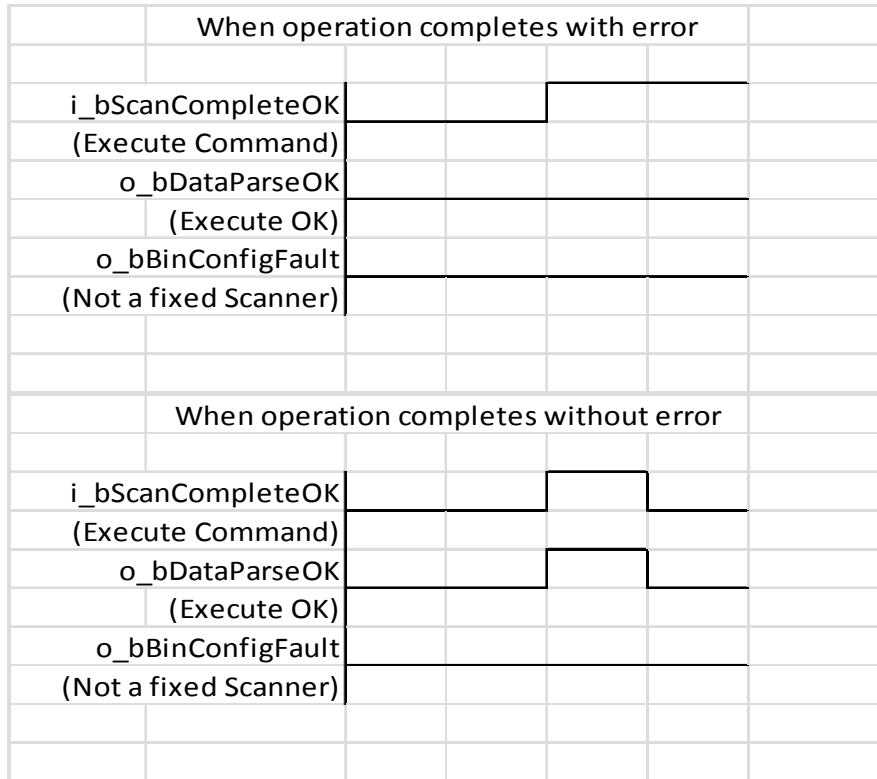 When operation completes with error
i_bScanCompleteOK
(Execute Command)
o_bDataParseOK
(Execute OK)
o_bBinConfigFault
(Not a fixed Scanner)
When operation completes without error
i_bScanCompleteOK
(Execute Command)
o_bDataParseOK
(Execute OK)
o_bBinConfigFault
(Not a fixed Scanner)